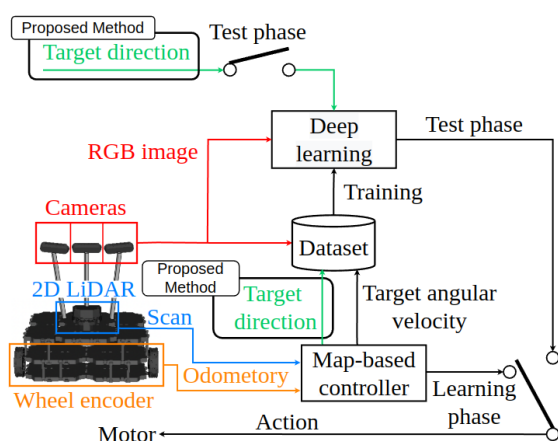 Proposed Method
Target direction
Test phase
Deep
learning
Test phase
RGB image
Training
Cameras
Dataset
Proposed
Method
2D LiDAR
Target
direction
Target angular
velocity
Scan
Map-based
controller
Odometory
Learning
phase
Wheel encoder
Action
Motor